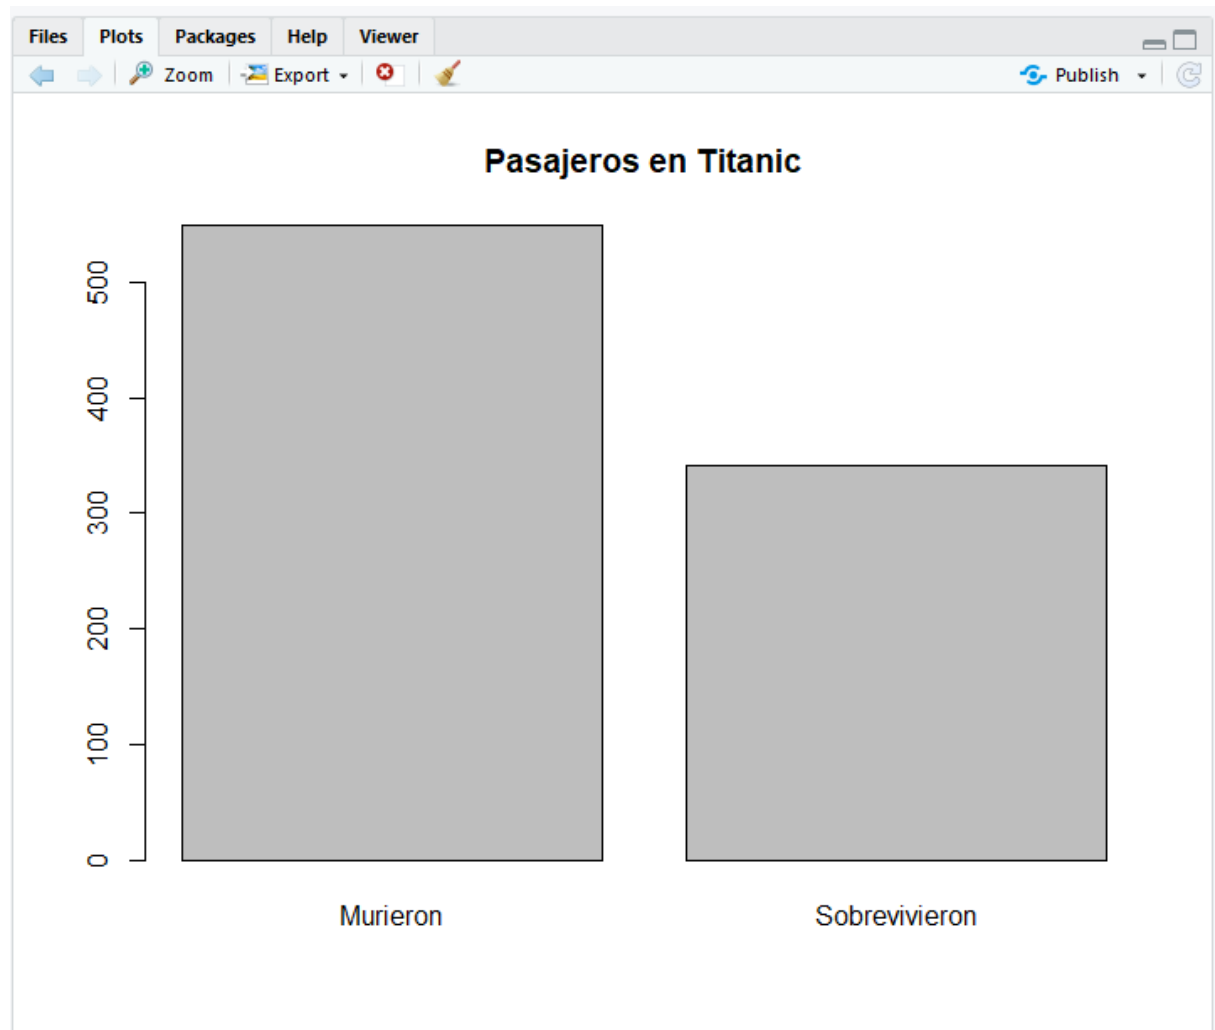 Files Plots Packages Help Viewer
Zoom Export Publish
Pasajeros en Titanic
500
400
300
200
100
0
Murieron Sobrevivieron